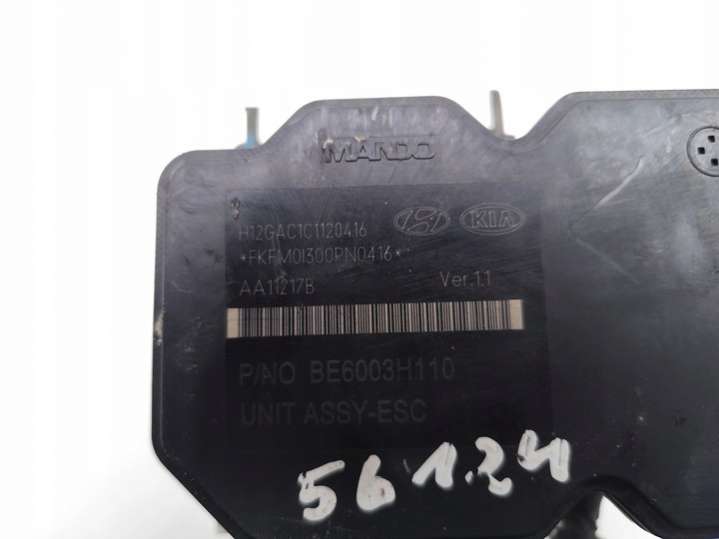 MANDO
H12GAC1C1120416
*FKFM01300PN0416*
KIA
AA11217B Ver.1.1
P/NO BE6003H110
UNIT ASSY-ESC
561.24